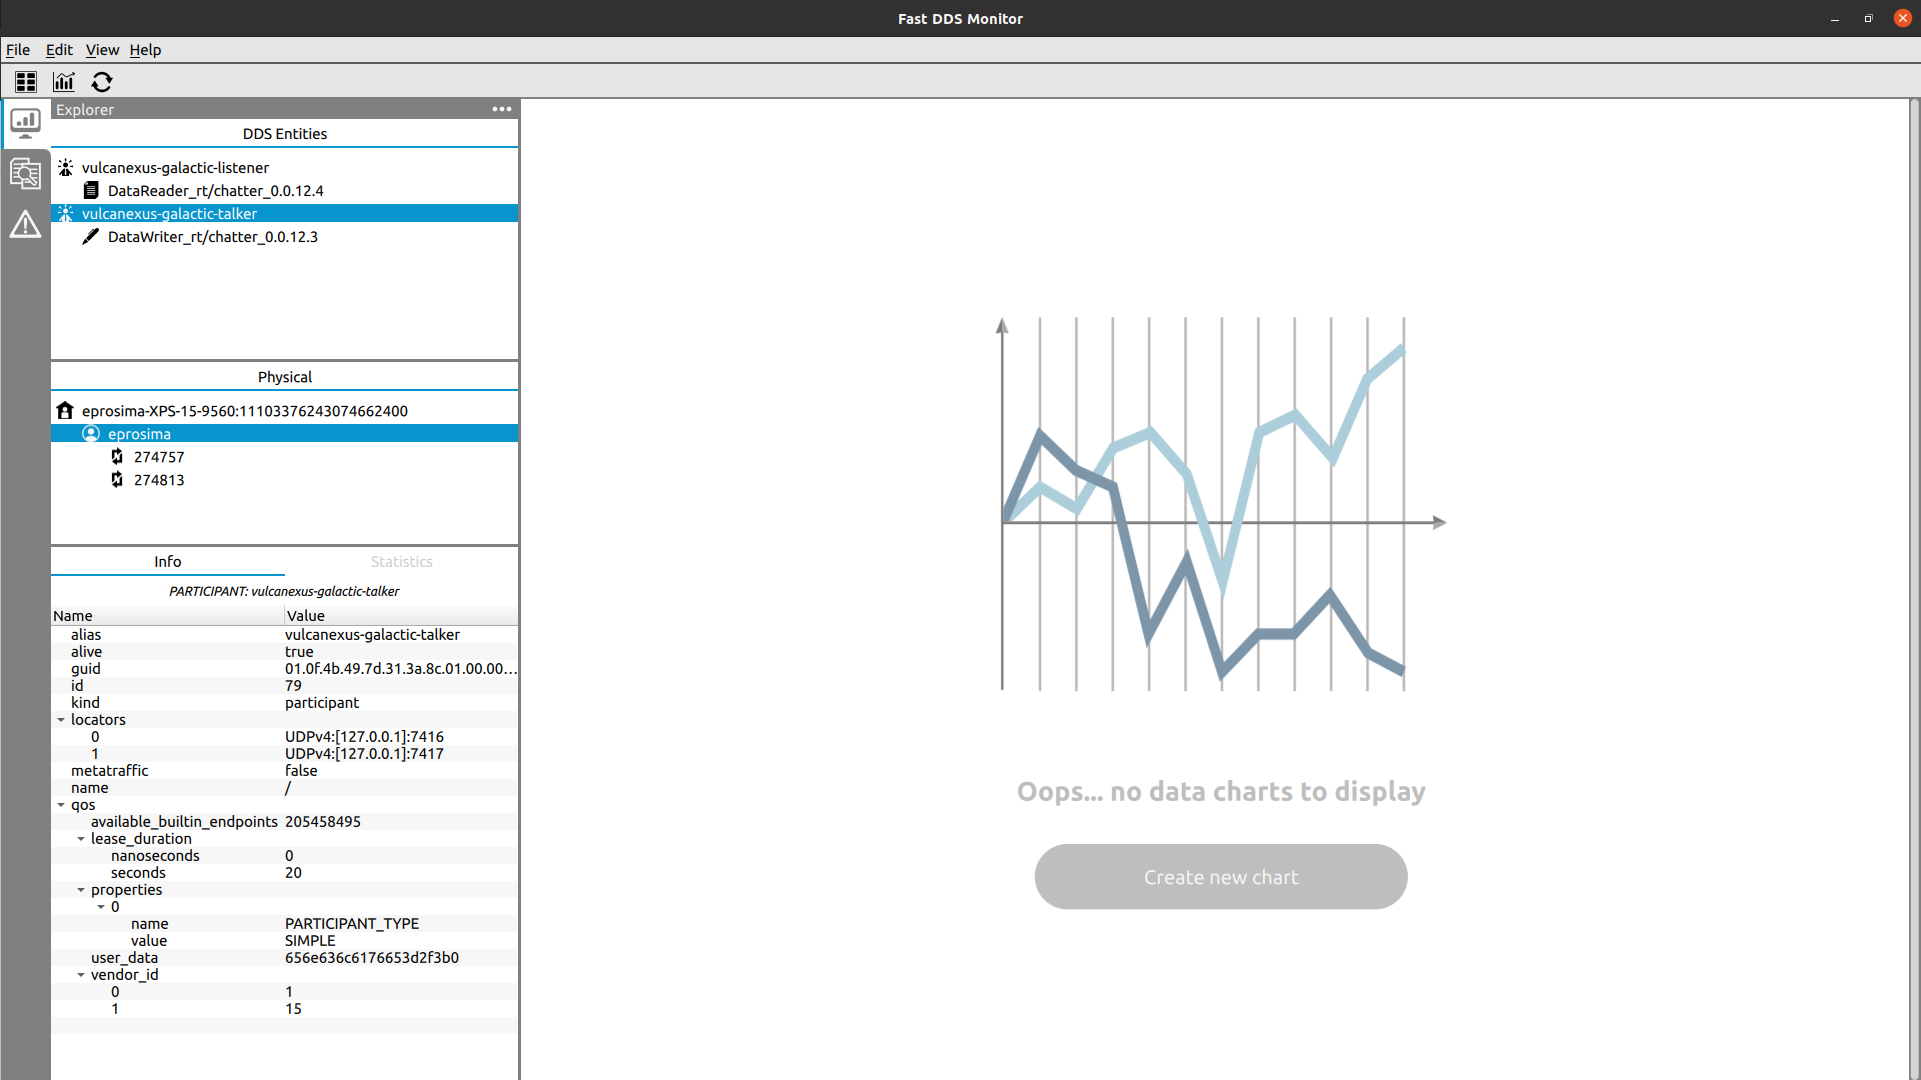 Fast DDS Monitor
File Edit View Help
Explorer
DDS Entities
vulcanexus-galactic-listener
DataReader_rt/chatter_0.0.12.4
vulcanexus-galactic-talker
DataWriter_rt/chatter_0.0.12.3
Physical
eprosima-XPS-15-9560:11103376243074662400
eprosima
274757
274813
Info Statistics
PARTICIPANT: vulcanexus-galactic-talker
Name Value
alias vulcanexus-galactic-talker
alive true
guid 01.0f.4b.49.7d.31.3a.8c.01.00.00...
id 79
kind participant
locators
0 UDPv4:[127.0.0.1]:7416
1 UDPv4:[127.0.0.1]:7417
metatraffic false
name /
qos
available_builtin_endpoints 205458495
lease_duration
nanoseconds 0
seconds 20
properties
0
name PARTICIPANT_TYPE
value SIMPLE
user_data 656e636c6176653d2f3b0
vendor_id
0 1
1 15
Oops... no data charts to display
Create new chart